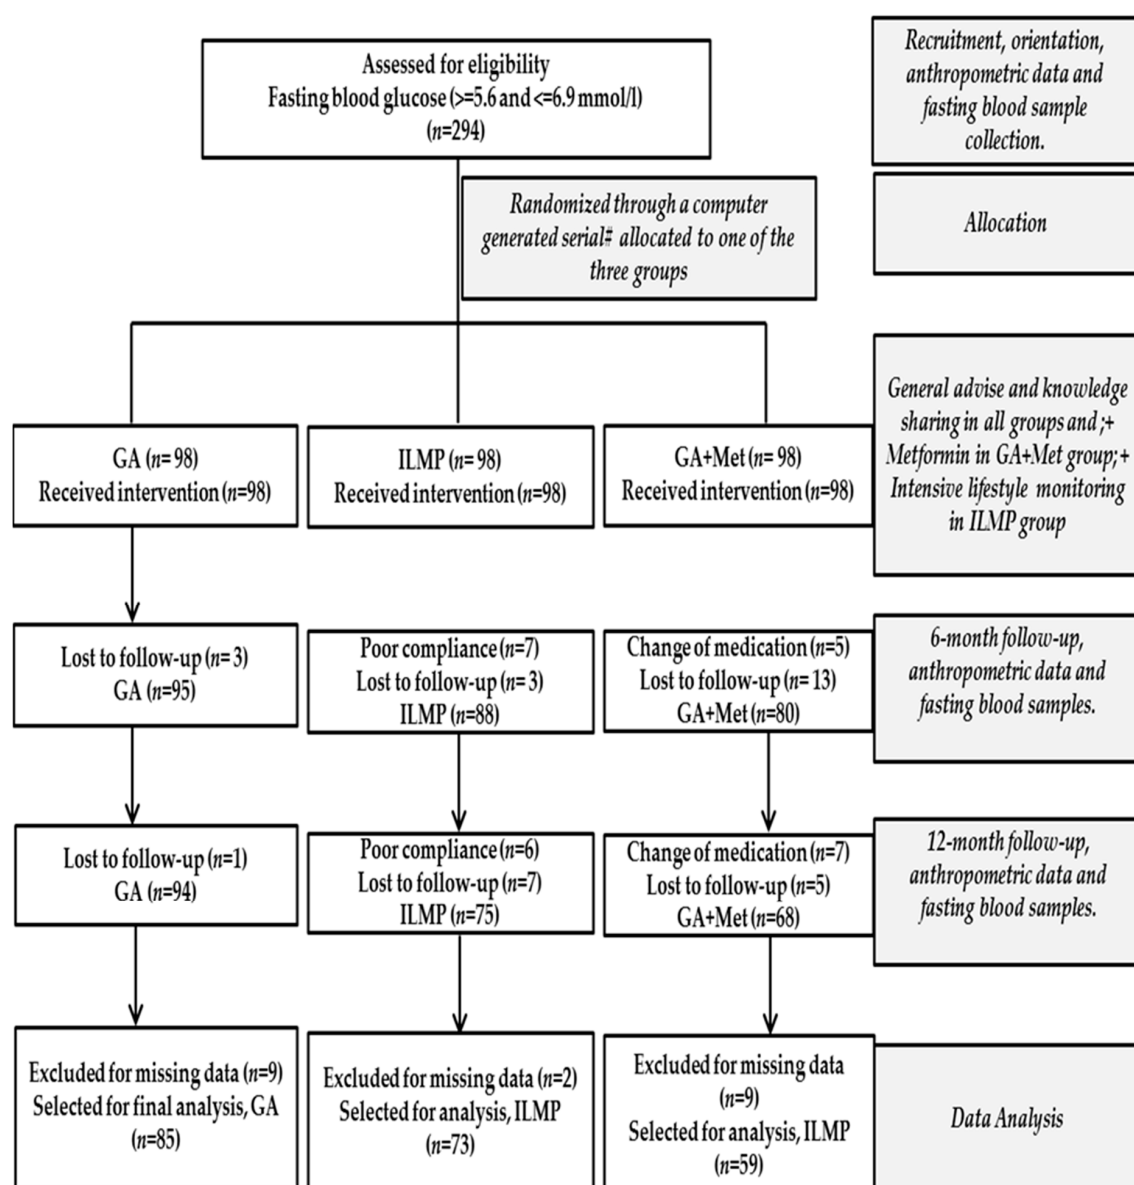 Assessed for eligibility
Fasting blood glucose (>=5.6 and <=6.9 mmol/l)
(n=294)
Recruitment, orientation,
anthropometric data and
fasting blood sample
collection.
Randomized through a computer
generated serial# allocated to one of the
three groups
Allocation
GA (n= 98)
Received intervention (n=98)
ILMP (n= 98)
Received intervention (n=98)
GA+Met (n= 98)
Received intervention (n=98)
General advise and knowledge
sharing in all groups and ;+
Metformin in GA+Met group;+
Intensive lifestyle monitoring
in ILMP group
Lost to follow-up (n= 3)
GA (n=95)
Poor compliance (n=7)
Lost to follow-up (n= 3)
ILMP (n=88)
Change of medication (n=5)
Lost to follow-up (n= 13)
GA+Met (n=80)
6-month follow-up,
anthropometric data and
fasting blood samples.
Lost to follow-up (n=1)
GA (n=94)
Poor compliance (n=6)
Lost to follow-up (n=7)
ILMP (n=75)
Change of medication (n=7)
Lost to follow-up (n=5)
GA+Met (n=68)
12-month follow-up,
anthropometric data and
fasting blood samples.
Excluded for missing data (n=9)
Selected for final analysis, GA
(n=85)
Excluded for missing data (n=2)
Selected for analysis, ILMP
(n=73)
Excluded for missing data
(n=9)
Selected for analysis, ILMP
(n=59)
Data Analysis